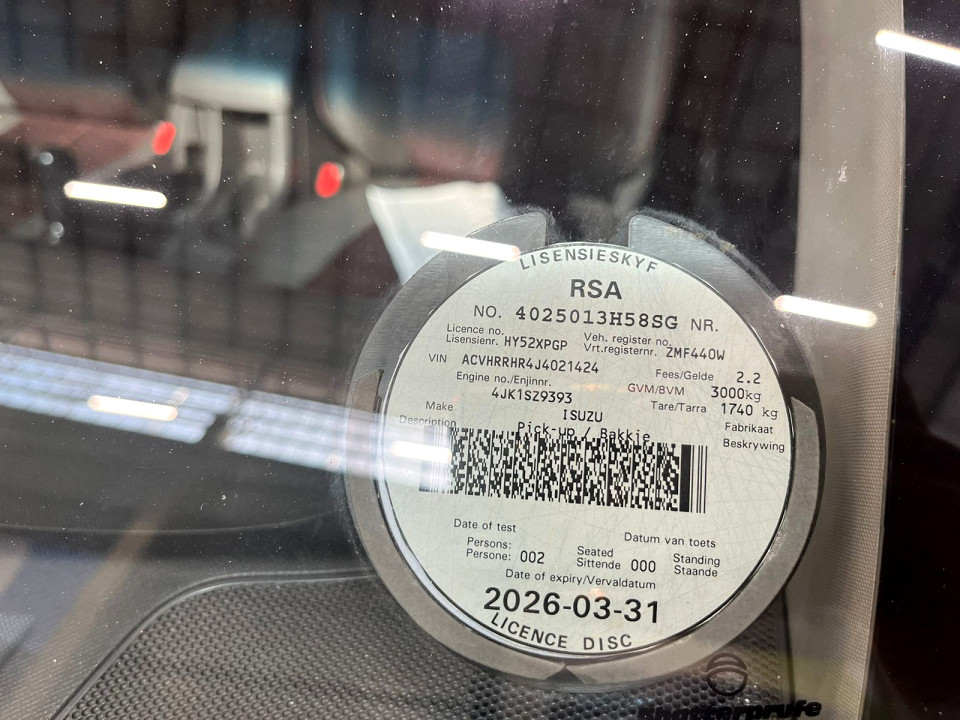 LISENSIESKYF
RSA
NO. 4025013H58SG NR.
Licence no. Veh. register no.
Lisensienr. HY52XPGP Vrt.registernr. ZMF440W
VIN ACVHRRHR4J4021424 Fees/Gelde 2.2
Engine no./Enjinnr. GVM/BVM 3000kg
4JK1SZ9393 Tare/Tarra 1740 kg
Make ISUZU Fabrikaat
Description Pick-up / Bakkie Beskrywing
Date of test Datum van toets
Persons: Seated Standing
Persone: 002 Sittende 000 Staande
Date of expiry/Vervaldatum
2026-03-31
LICENCE DISC
Shatterprufe